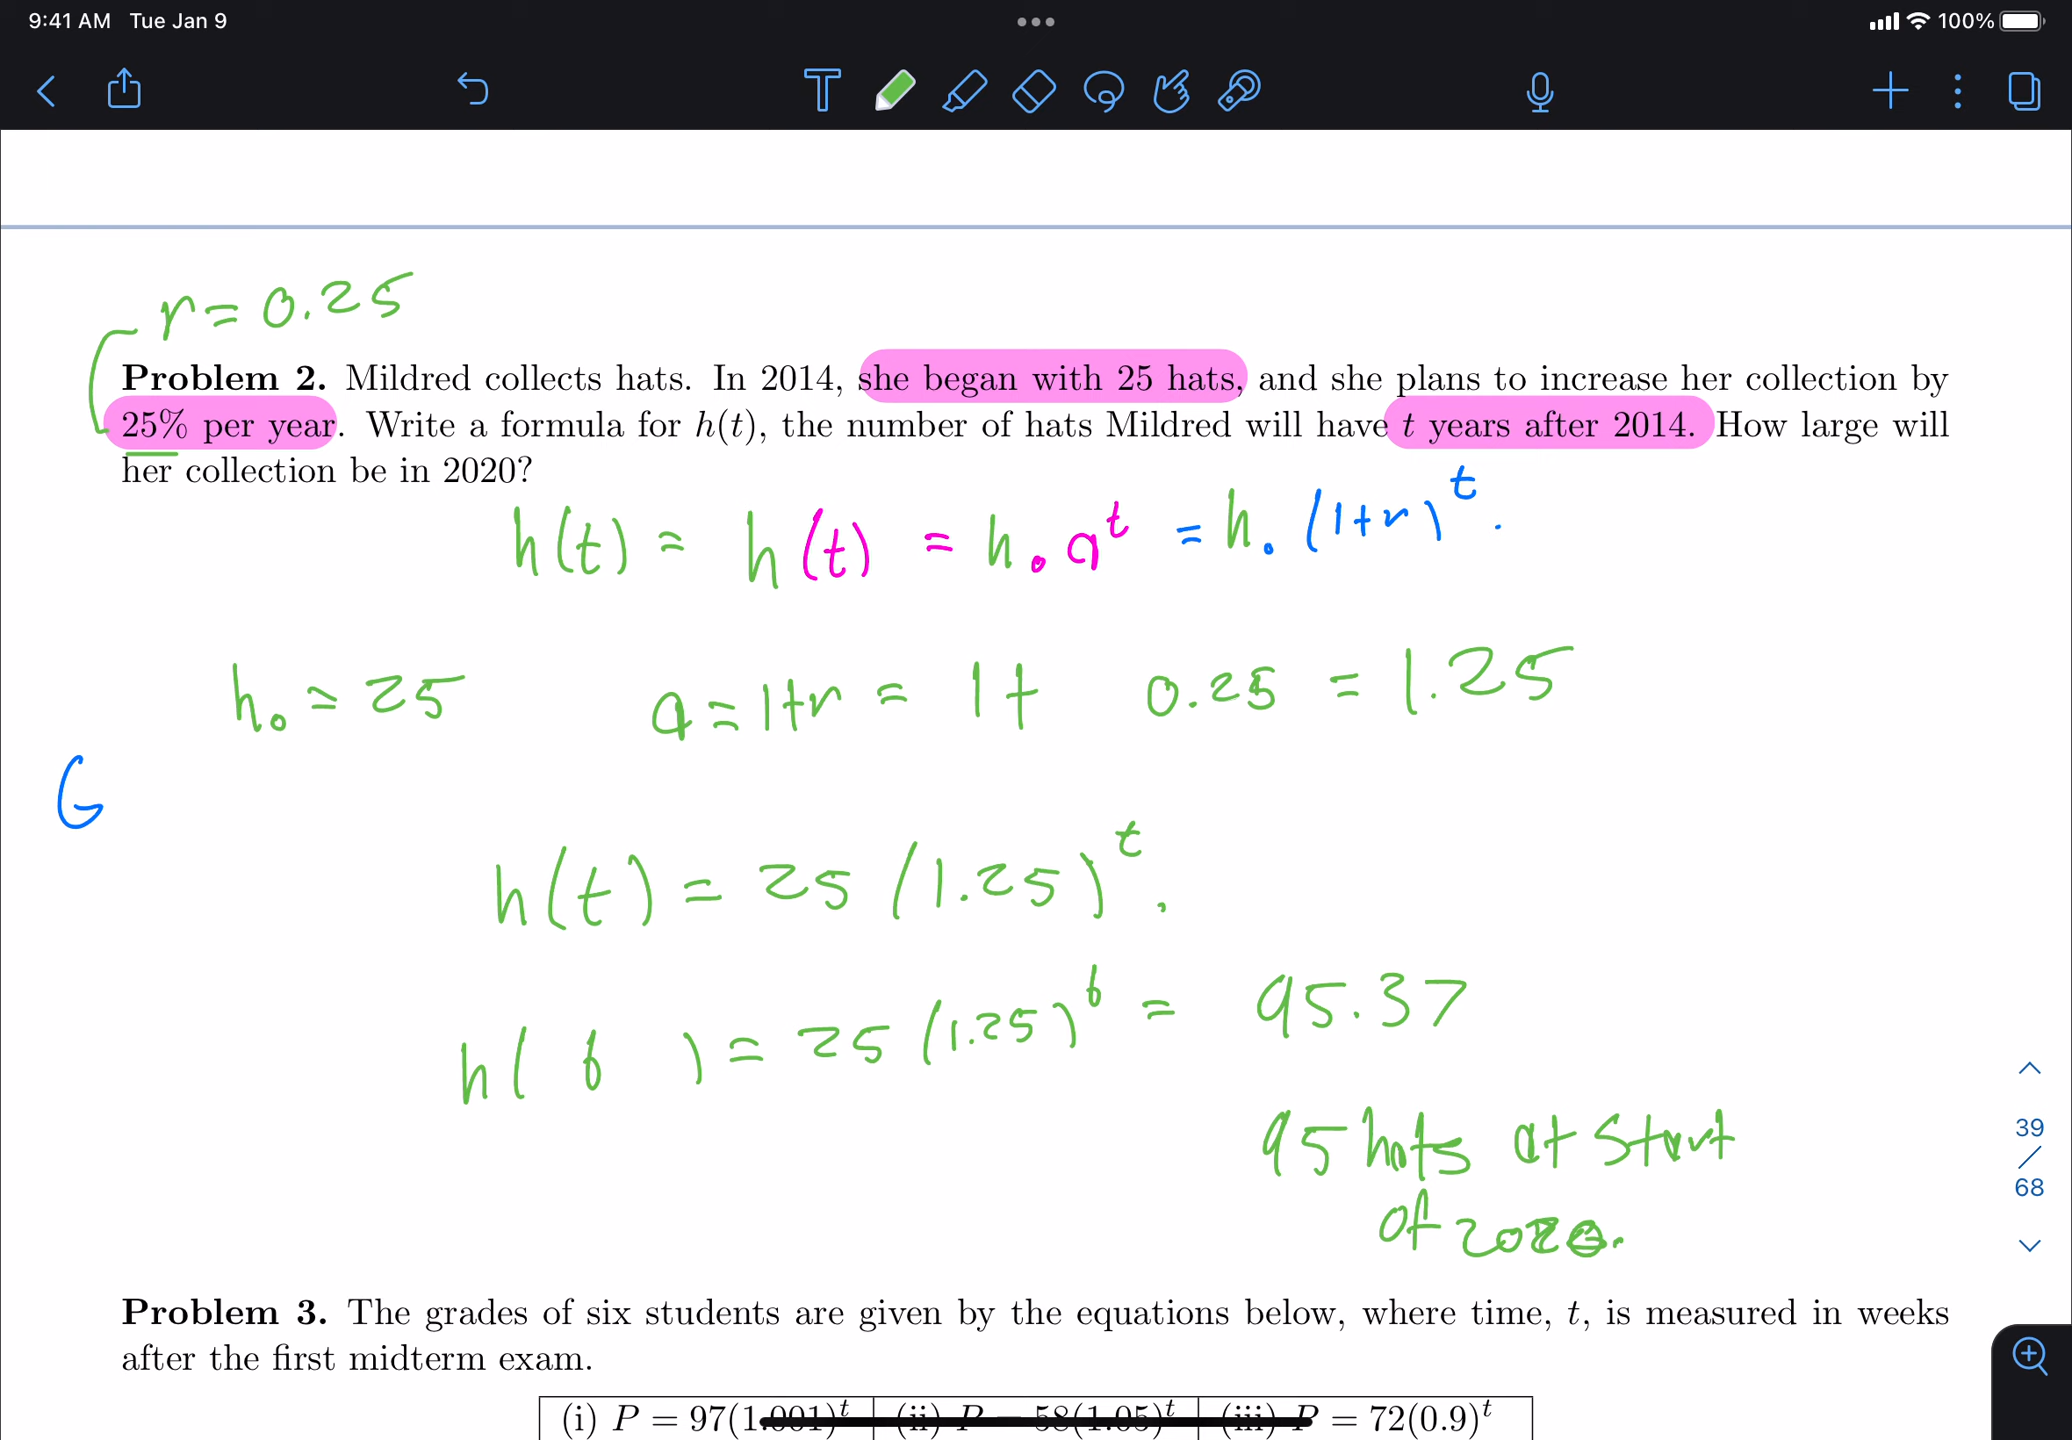 9:41 AM Tue Jan 9
100%
r = 0.25
Problem 2. Mildred collects hats. In 2014, she began with 25 hats, and she plans to increase her collection by
25% per year. Write a formula for h(t), the number of hats Mildred will have t years after 2014. How large will
her collection be in 2020?
h(t) = h(t) = h₀ aᵗ = h₀ (1+r)ᵗ.
h₀ = 25 a = 1+r = 1+ 0.25 = 1.25
G
h(t) = 25 (1.25)ᵗ.
h( 6 ) = 25 (1.25)⁶ = 95.37
95 hats at start
of 2020.
39
/
68
Problem 3. The grades of six students are given by the equations below, where time, t, is measured in weeks
after the first midterm exam.
(i) P = 97(1.001)ᵗ (ii) P = 58(1.05)ᵗ (iii) P = 72(0.9)ᵗ